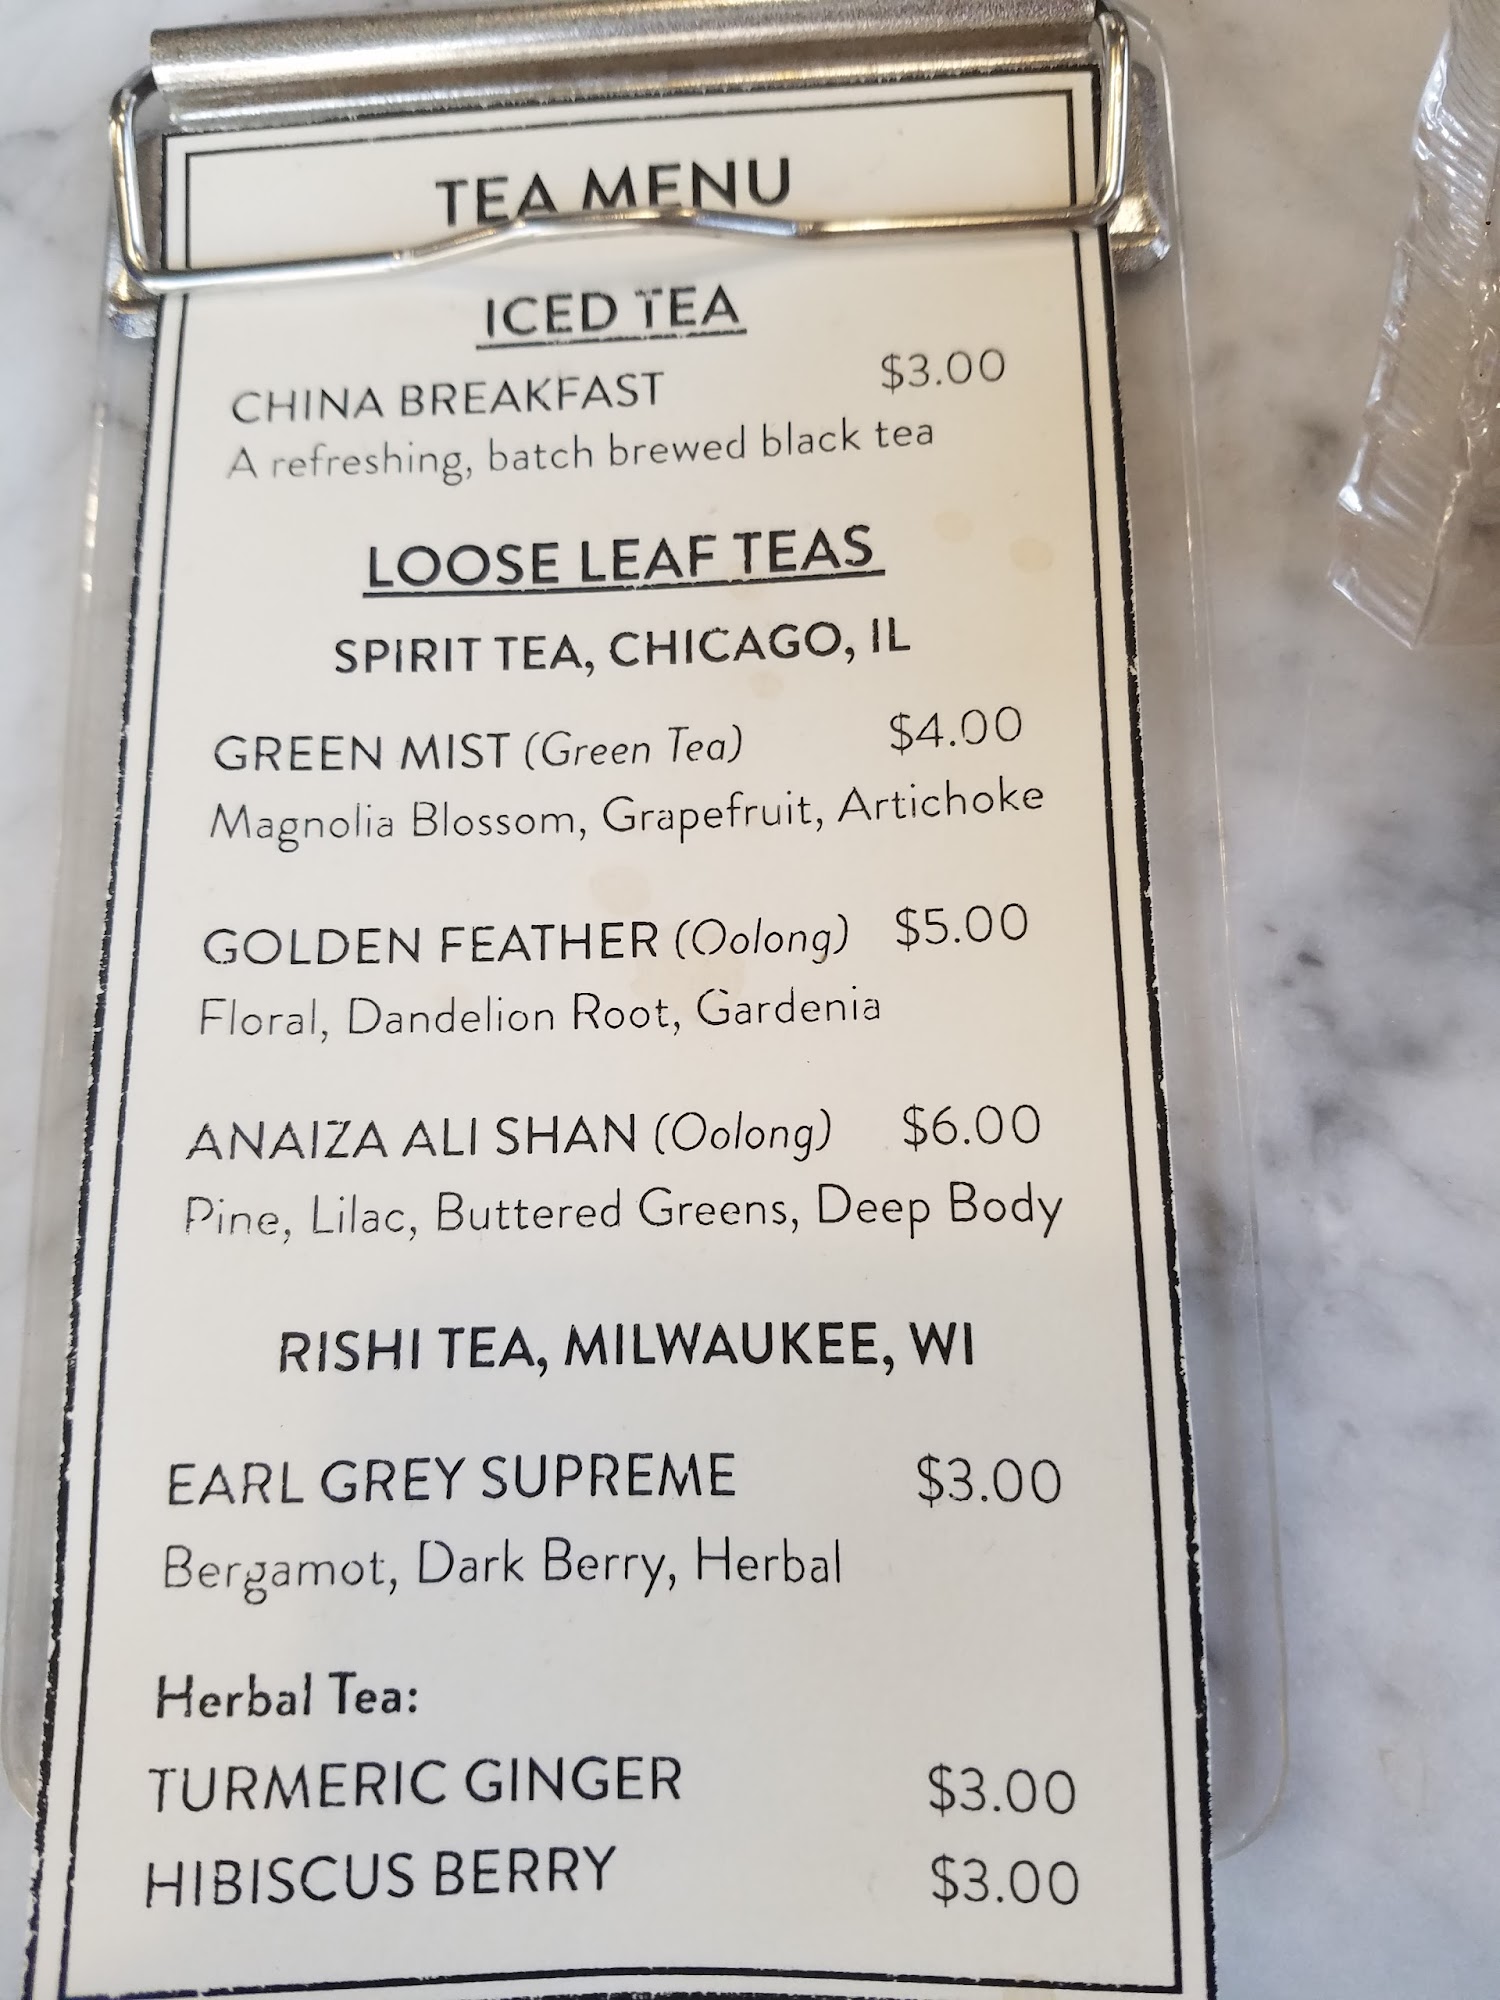 TEA MENU
ICED TEA
CHINA BREAKFAST $3.00
A refreshing, batch brewed black tea
LOOSE LEAF TEAS
SPIRIT TEA, CHICAGO, IL
GREEN MIST (Green Tea) $4.00
Magnolia Blossom, Grapefruit, Artichoke
GOLDEN FEATHER (Oolong) $5.00
Floral, Dandelion Root, Gardenia
ANAIZA ALI SHAN (Oolong) $6.00
Pine, Lilac, Buttered Greens, Deep Body
RISHI TEA, MILWAUKEE, WI
EARL GREY SUPREME $3.00
Bergamot, Dark Berry, Herbal
Herbal Tea:
TURMERIC GINGER $3.00
HIBISCUS BERRY $3.00